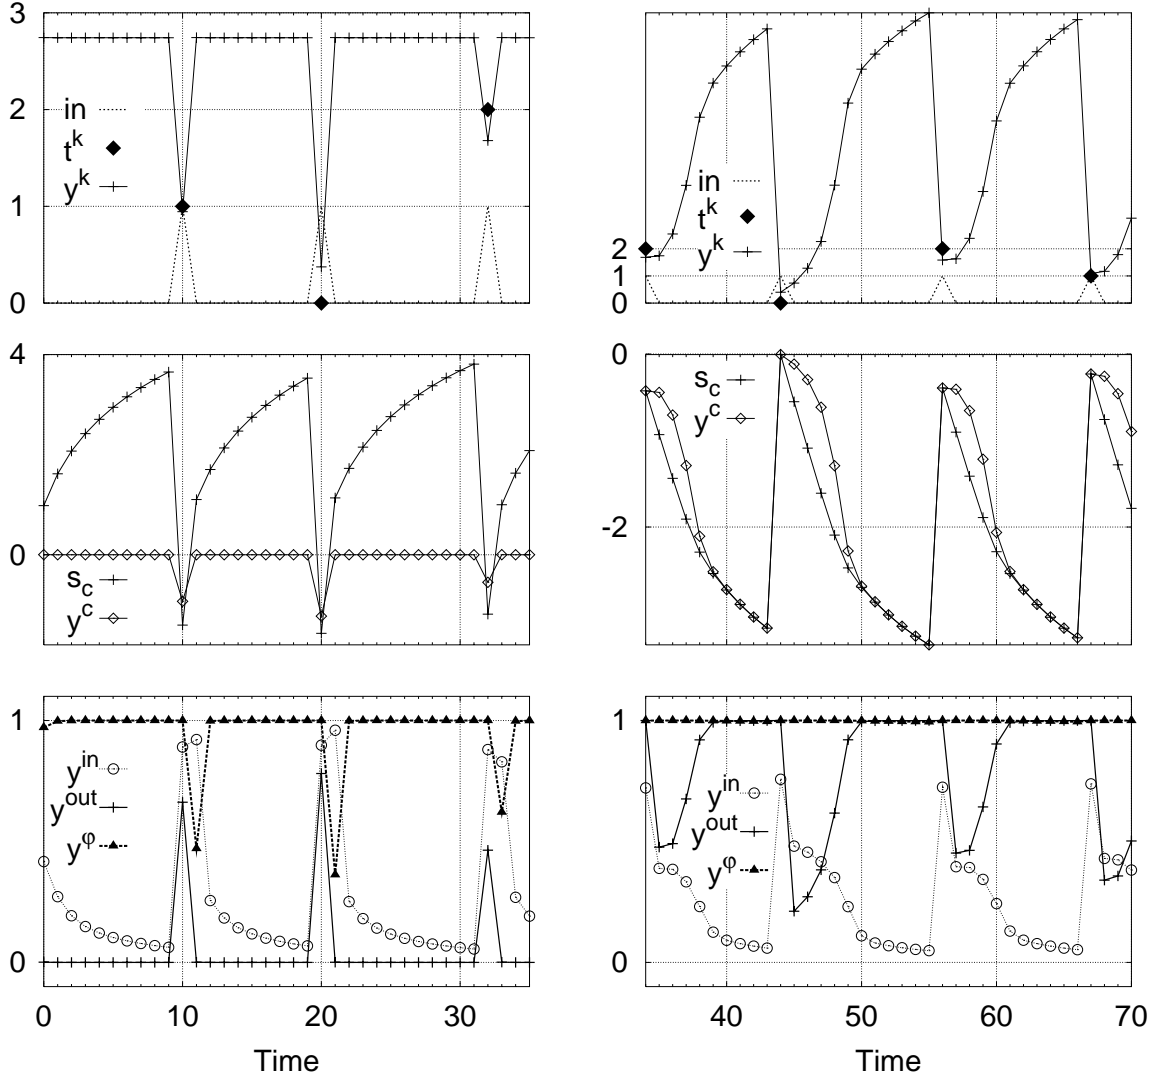 3
2
1
0
in
t^k
y^k
2
1
0
in
t^k
y^k
4
0
s_c
y^c
0
-2
s_c
y^c
1
0
y^in
y^out
y^φ
0 10 20 30
Time
1
0
y^in
y^out
y^φ
40 50 60 70
Time